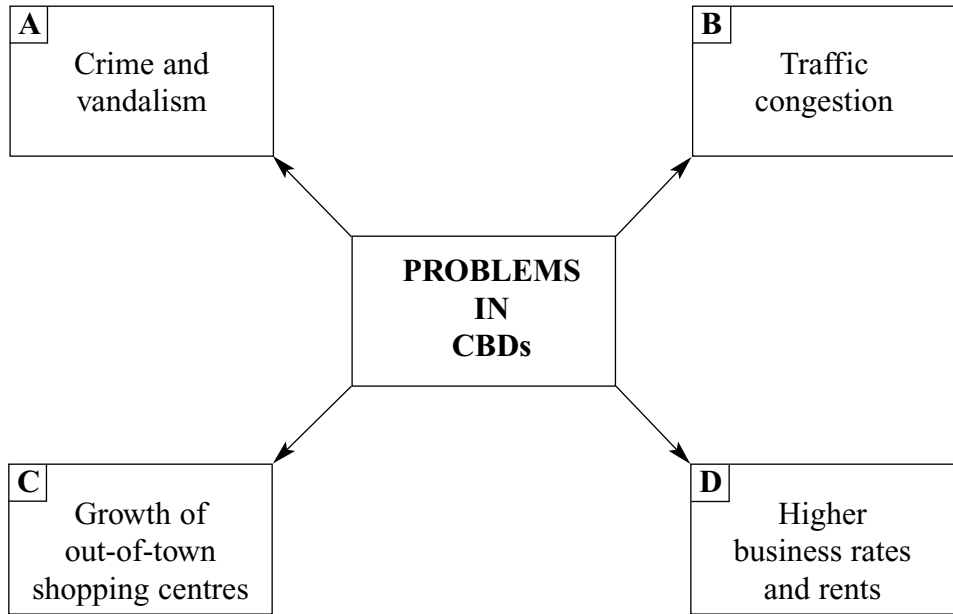 A
Crime and
vandalism
B
Traffic
congestion
PROBLEMS
IN
CBDs
C
Growth of
out-of-town
shopping centres
D
Higher
business rates
and rents